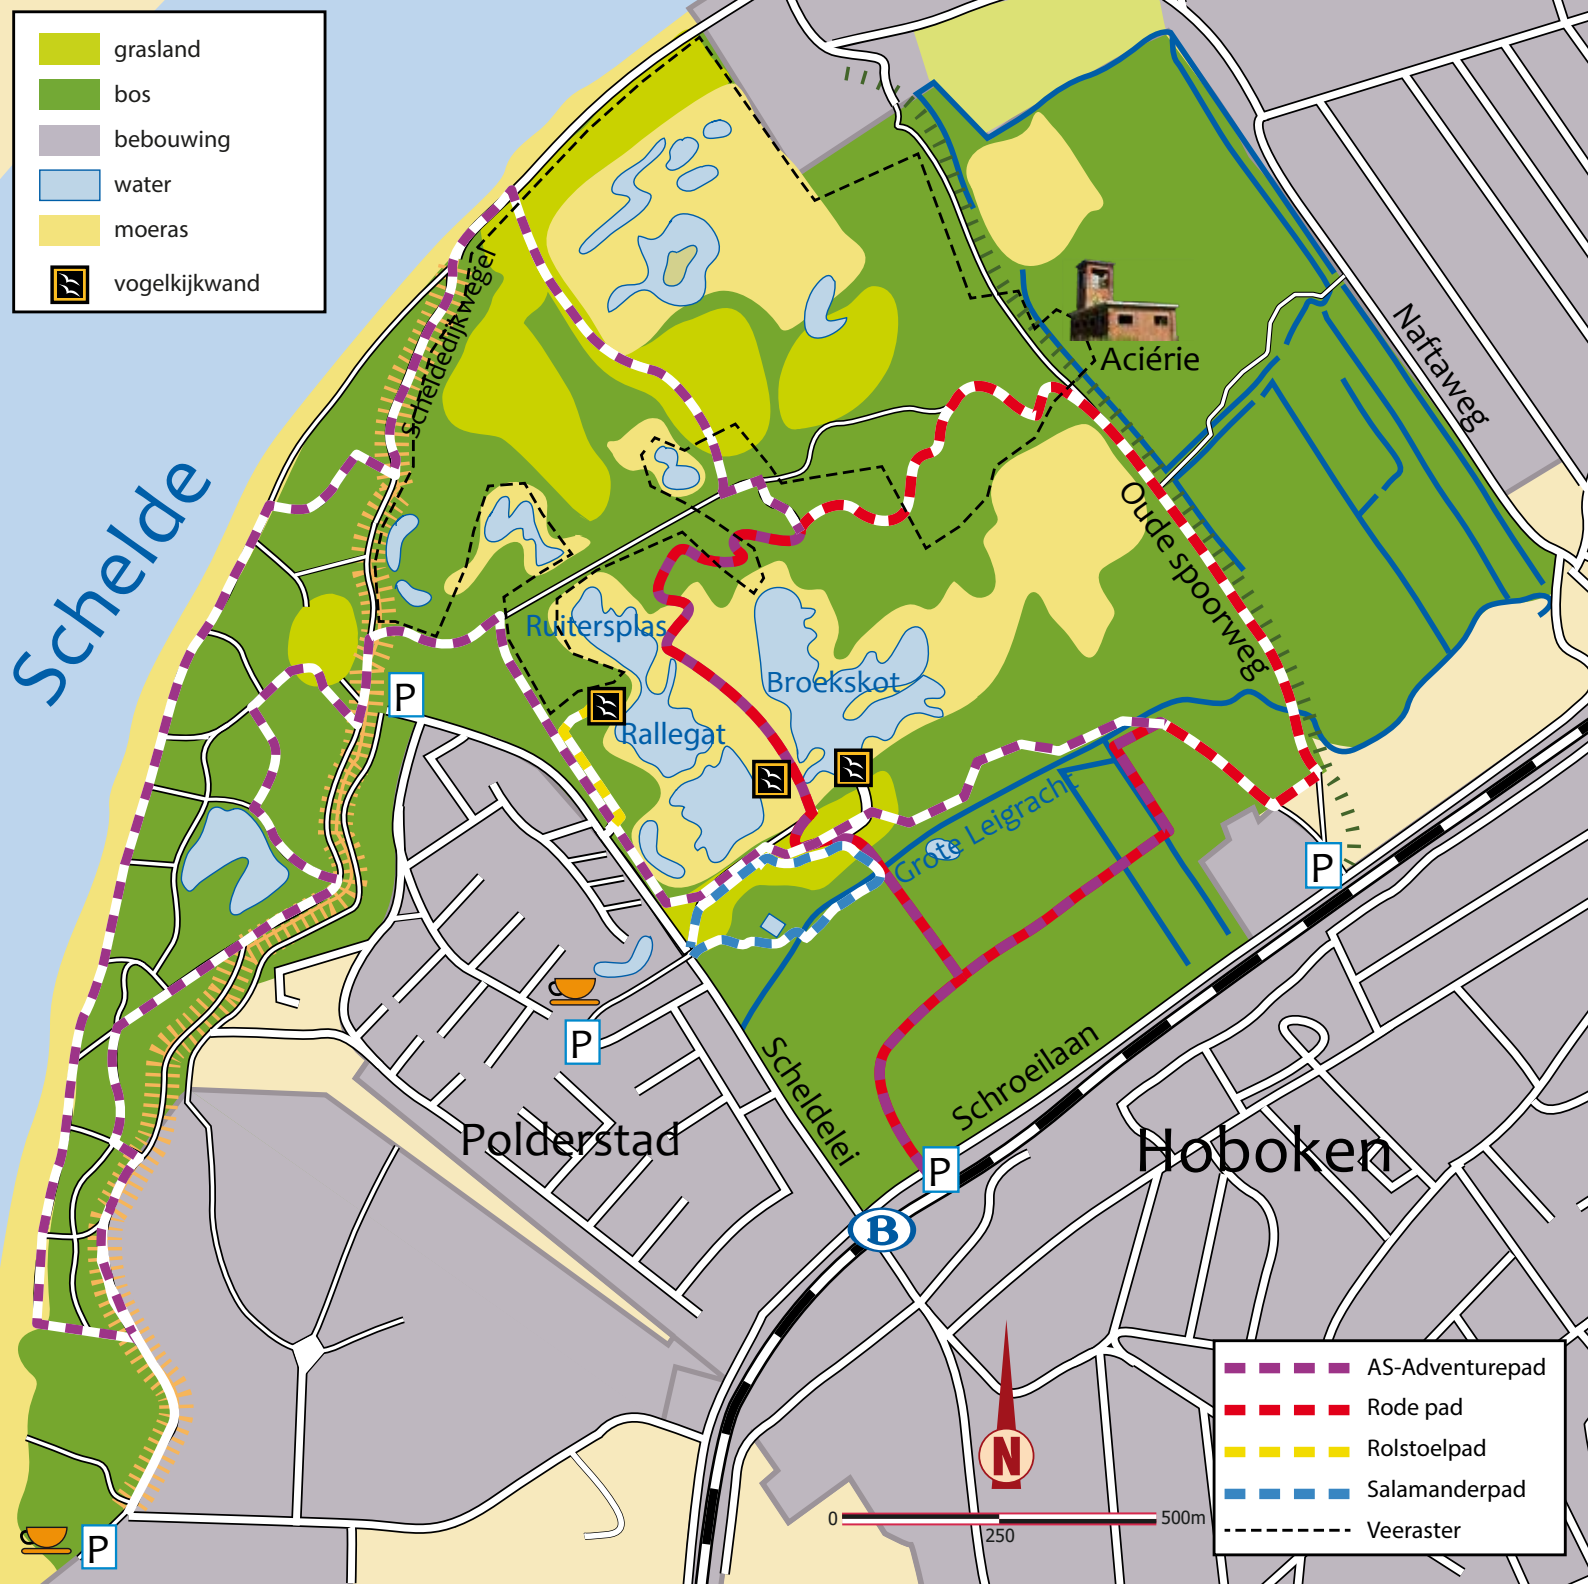 grasland
bos
bebouwing
water
moeras
vogelkijkwand
Schelde
Scheldedijkwegel
Aciérie
Naftaweg
Oude spoorweg
Ruitersplas
Broekskot
Rallegat
P
Grote Leigracht
P
P
Scheldelei
Schroeilaan
Polderstad
Hoboken
P
B
AS-Adventurepad
Rode pad
Rolstoelpad
Salamanderpad
Veeraster
N
0 500m
250
P